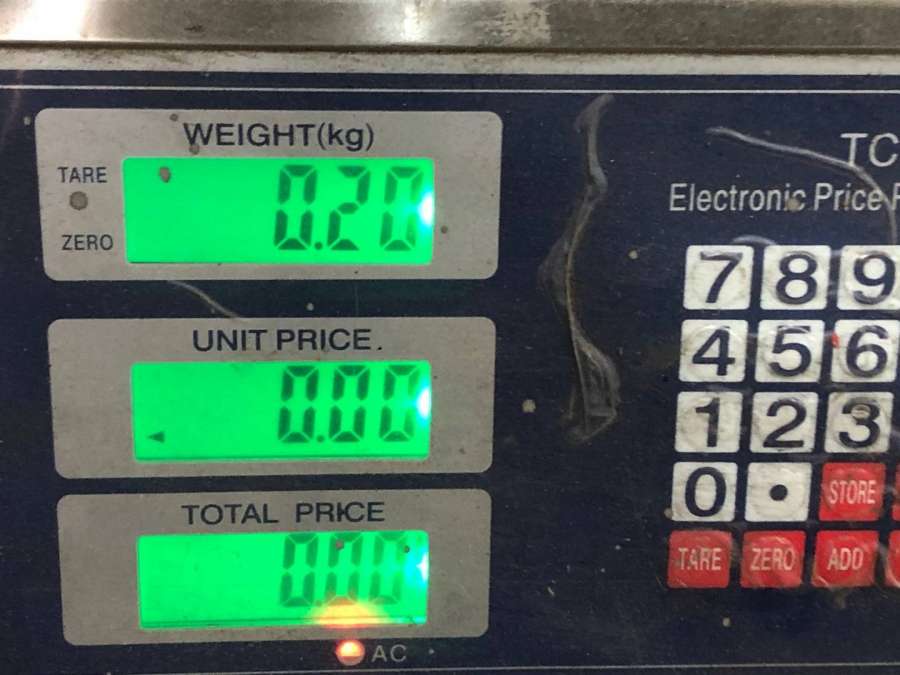 WEIGHT(kg)
TARE
ZERO
0.20
UNIT PRICE.
0.00
TOTAL PRICE
0.00
AC
TC
Electronic Price
7 8 9
4 5 6
1 2 3
0 . STORE
TARE ZERO ADD